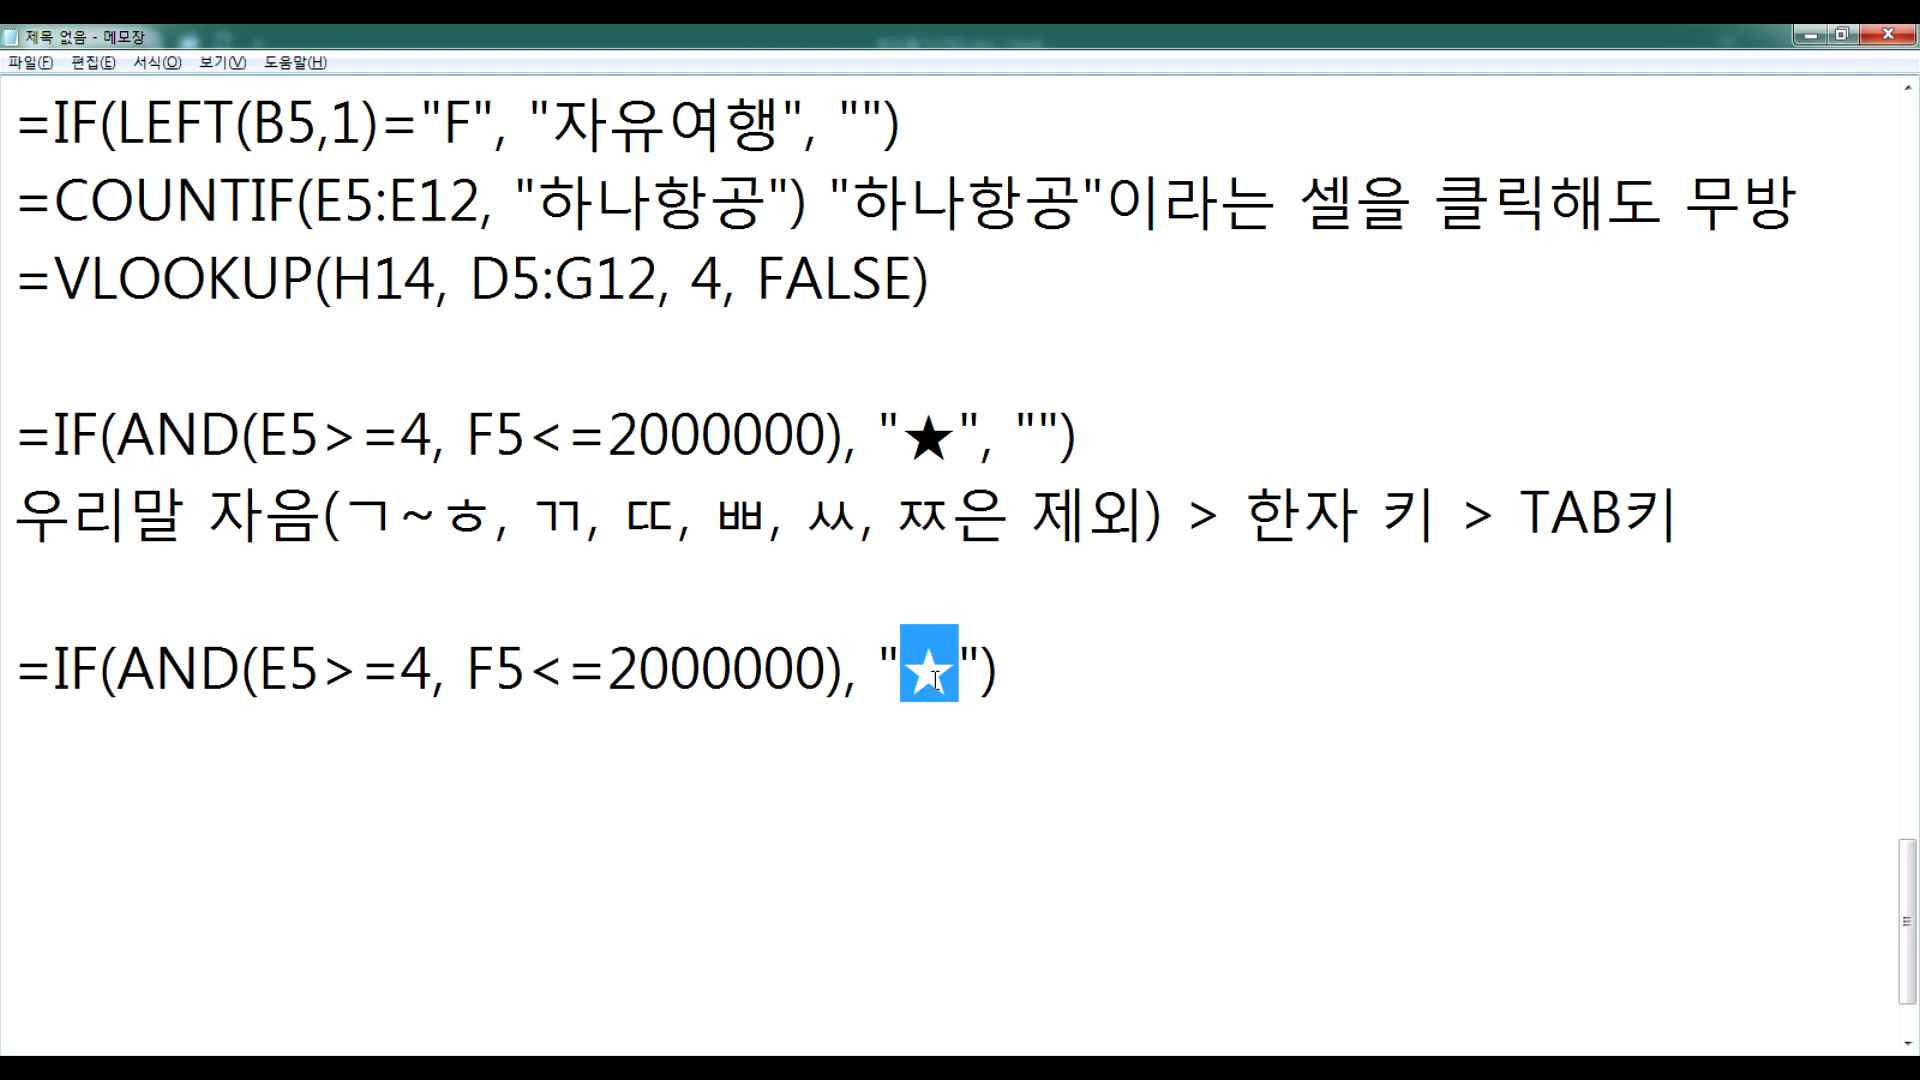 제목 없음 - 메모장
파일(F) 편집(E) 서식(O) 보기(V) 도움말(H)
=IF(LEFT(B5,1)="F", "자유여행", "")
=COUNTIF(E5:E12, "하나항공") "하나항공"이라는 셀을 클릭해도 무방
=VLOOKUP(H14, D5:G12, 4, FALSE)
=IF(AND(E5>=4, F5<=2000000), "★", "")
우리말 자음(ㄱ~ㅎ, ㄲ, ㄸ, ㅃ, ㅆ, ㅉ은 제외) > 한자 키 > TAB키
=IF(AND(E5>=4, F5<=2000000), "★")